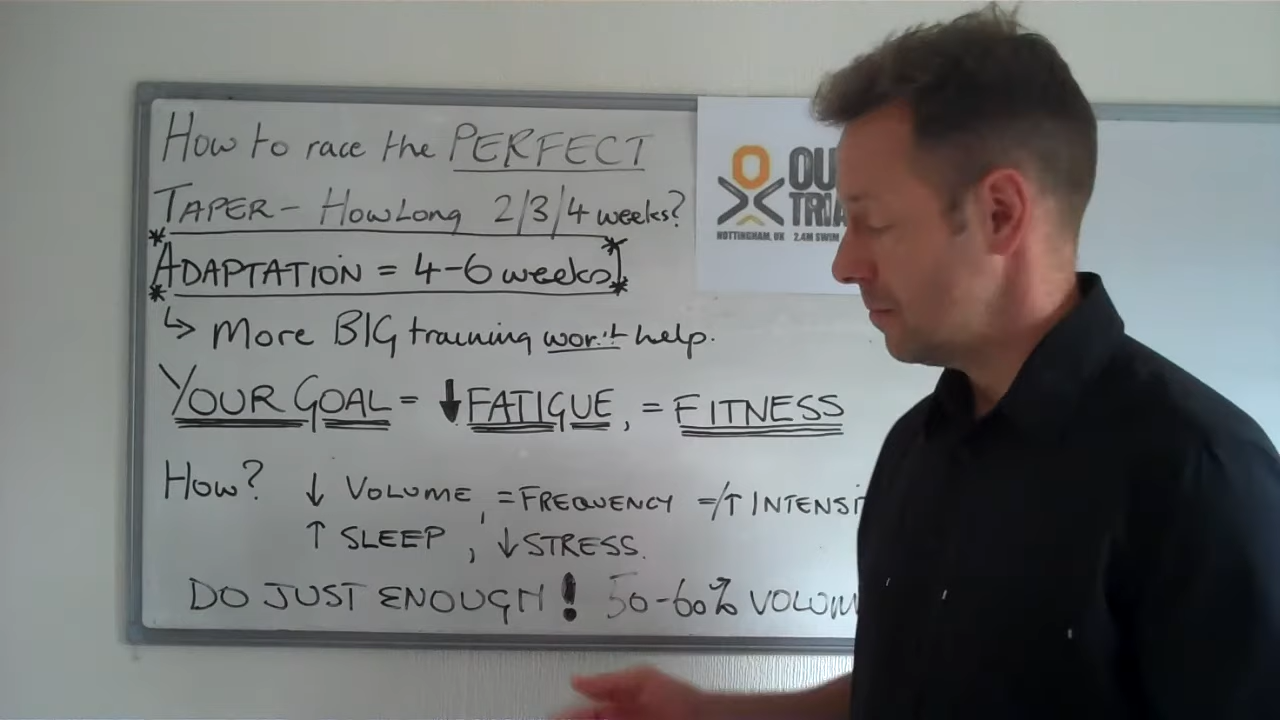 How to race the PERFECT
TAPER - How Long 2/3/4 weeks?
* ADAPTATION = 4-6 weeks *
↳ More BIG training won't help.
YOUR GOAL = ↓ FATIGUE, = FITNESS
How? ↓ VOLUME, = FREQUENCY =/↑ INTENSI
↑ SLEEP, ↓ STRESS.
DO JUST ENOUGH! 50-60% VOLUM
OU
TRIA
NOTTINGHAM, UK 2.4M SWIM